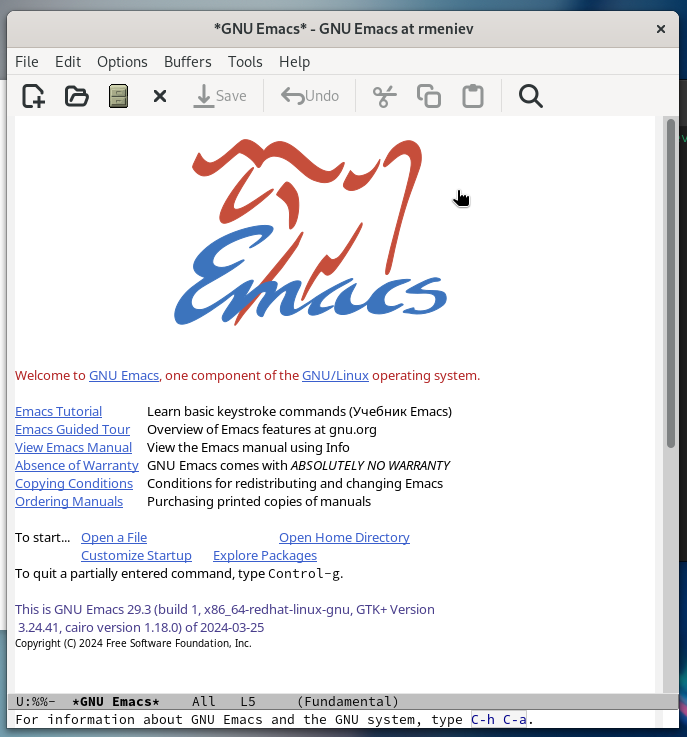 *GNU Emacs* - GNU Emacs at rmeniev
File Edit Options Buffers Tools Help
Save Undo
Emacs
Welcome to GNU Emacs, one component of the GNU/Linux operating system.
Emacs Tutorial Learn basic keystroke commands (Учебник Emacs)
Emacs Guided Tour Overview of Emacs features at gnu.org
View Emacs Manual View the Emacs manual using Info
Absence of Warranty GNU Emacs comes with ABSOLUTELY NO WARRANTY
Copying Conditions Conditions for redistributing and changing Emacs
Ordering Manuals Purchasing printed copies of manuals
To start... Open a File Open Home Directory
Customize Startup Explore Packages
To quit a partially entered command, type Control-g.
This is GNU Emacs 29.3 (build 1, x86_64-redhat-linux-gnu, GTK+ Version
3.24.41, cairo version 1.18.0) of 2024-03-25
Copyright (C) 2024 Free Software Foundation, Inc.
U:%%- *GNU Emacs* All L5 (Fundamental)
For information about GNU Emacs and the GNU system, type C-h C-a.